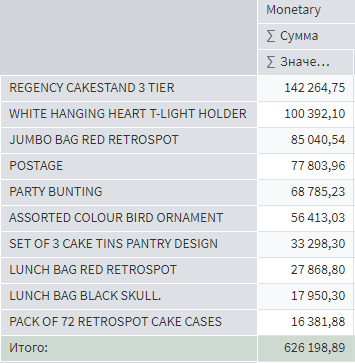 Monetary
∑ Сумма
∑ Значе...
REGENCY CAKESTAND 3 TIER 142 264,75
WHITE HANGING HEART T-LIGHT HOLDER 100 392,10
JUMBO BAG RED RETROSPOT 85 040,54
POSTAGE 77 803,96
PARTY BUNTING 68 785,23
ASSORTED COLOUR BIRD ORNAMENT 56 413,03
SET OF 3 CAKE TINS PANTRY DESIGN 33 298,30
LUNCH BAG RED RETROSPOT 27 868,80
LUNCH BAG BLACK SKULL. 17 950,30
PACK OF 72 RETROSPOT CAKE CASES 16 381,88
Итого: 626 198,89